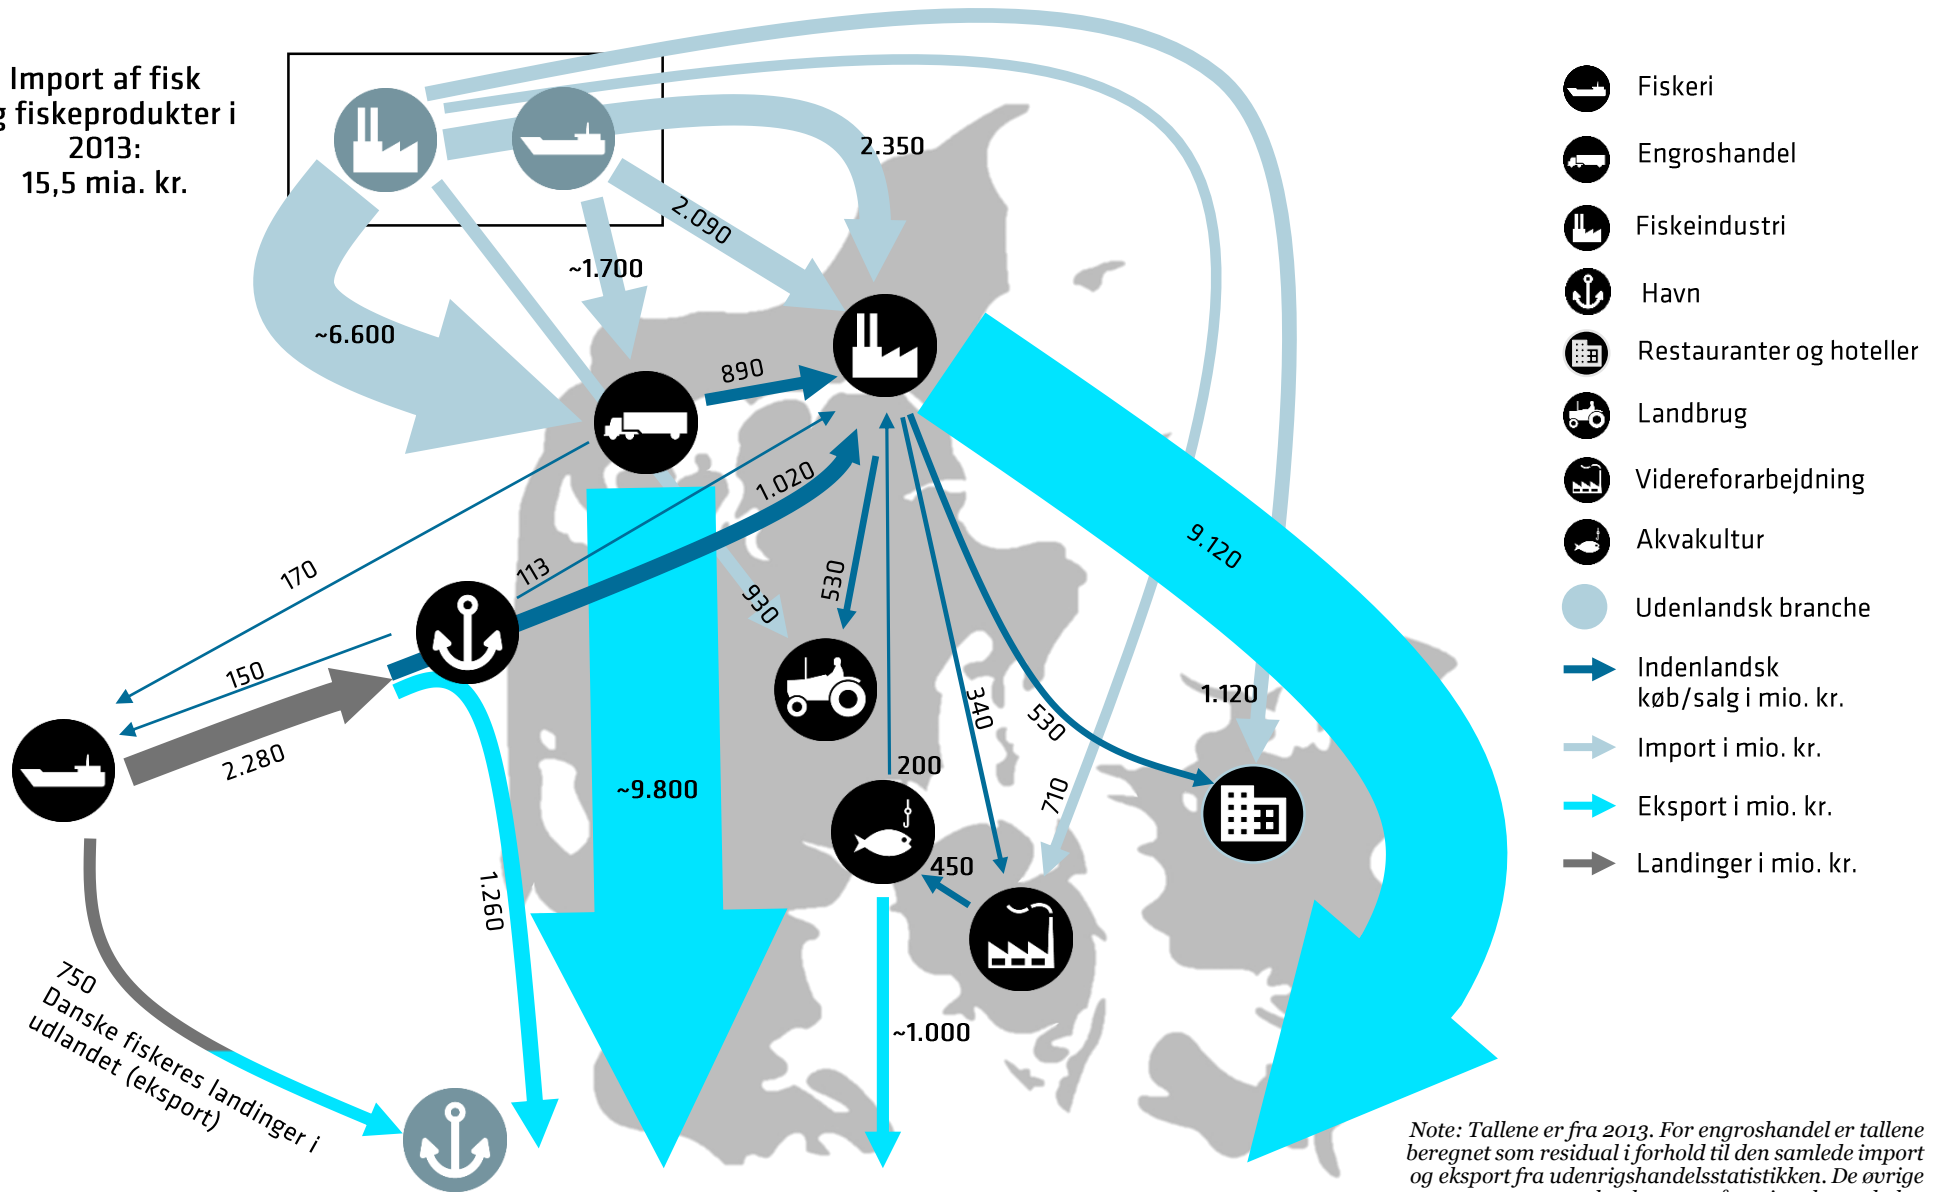 Import af fisk
g fiskeprodukter i
2013:
15,5 mia. kr.
2.350
2.090
~1.700
~6.600
890
1.020
113
170
150
2.280
930
530
9.120
340
530
1.120
710
200
450
~9.800
1.260
~1.000
750
Danske fiskeres landinger i
udlandet (eksport)
Fiskeri
Engroshandel
Fiskeindustri
Havn
Restauranter og hoteller
Landbrug
Videreforarbejdning
Akvakultur
Udenlandsk branche
Indenlandsk
køb/salg i mio. kr.
Import i mio. kr.
Eksport i mio. kr.
Landinger i mio. kr.
Note: Tallene er fra 2013. For engroshandel er tallene
beregnet som residual i forhold til den samlede import
og eksport fra udenrigshandelsstatistikken. De øvrige